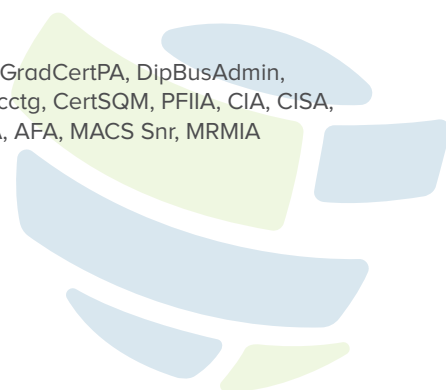 GradCertPA, DipBusAdmin,
cctg, CertSQM, PFIIA, CIA, CISA,
, AFA, MACS Snr, MRMIA